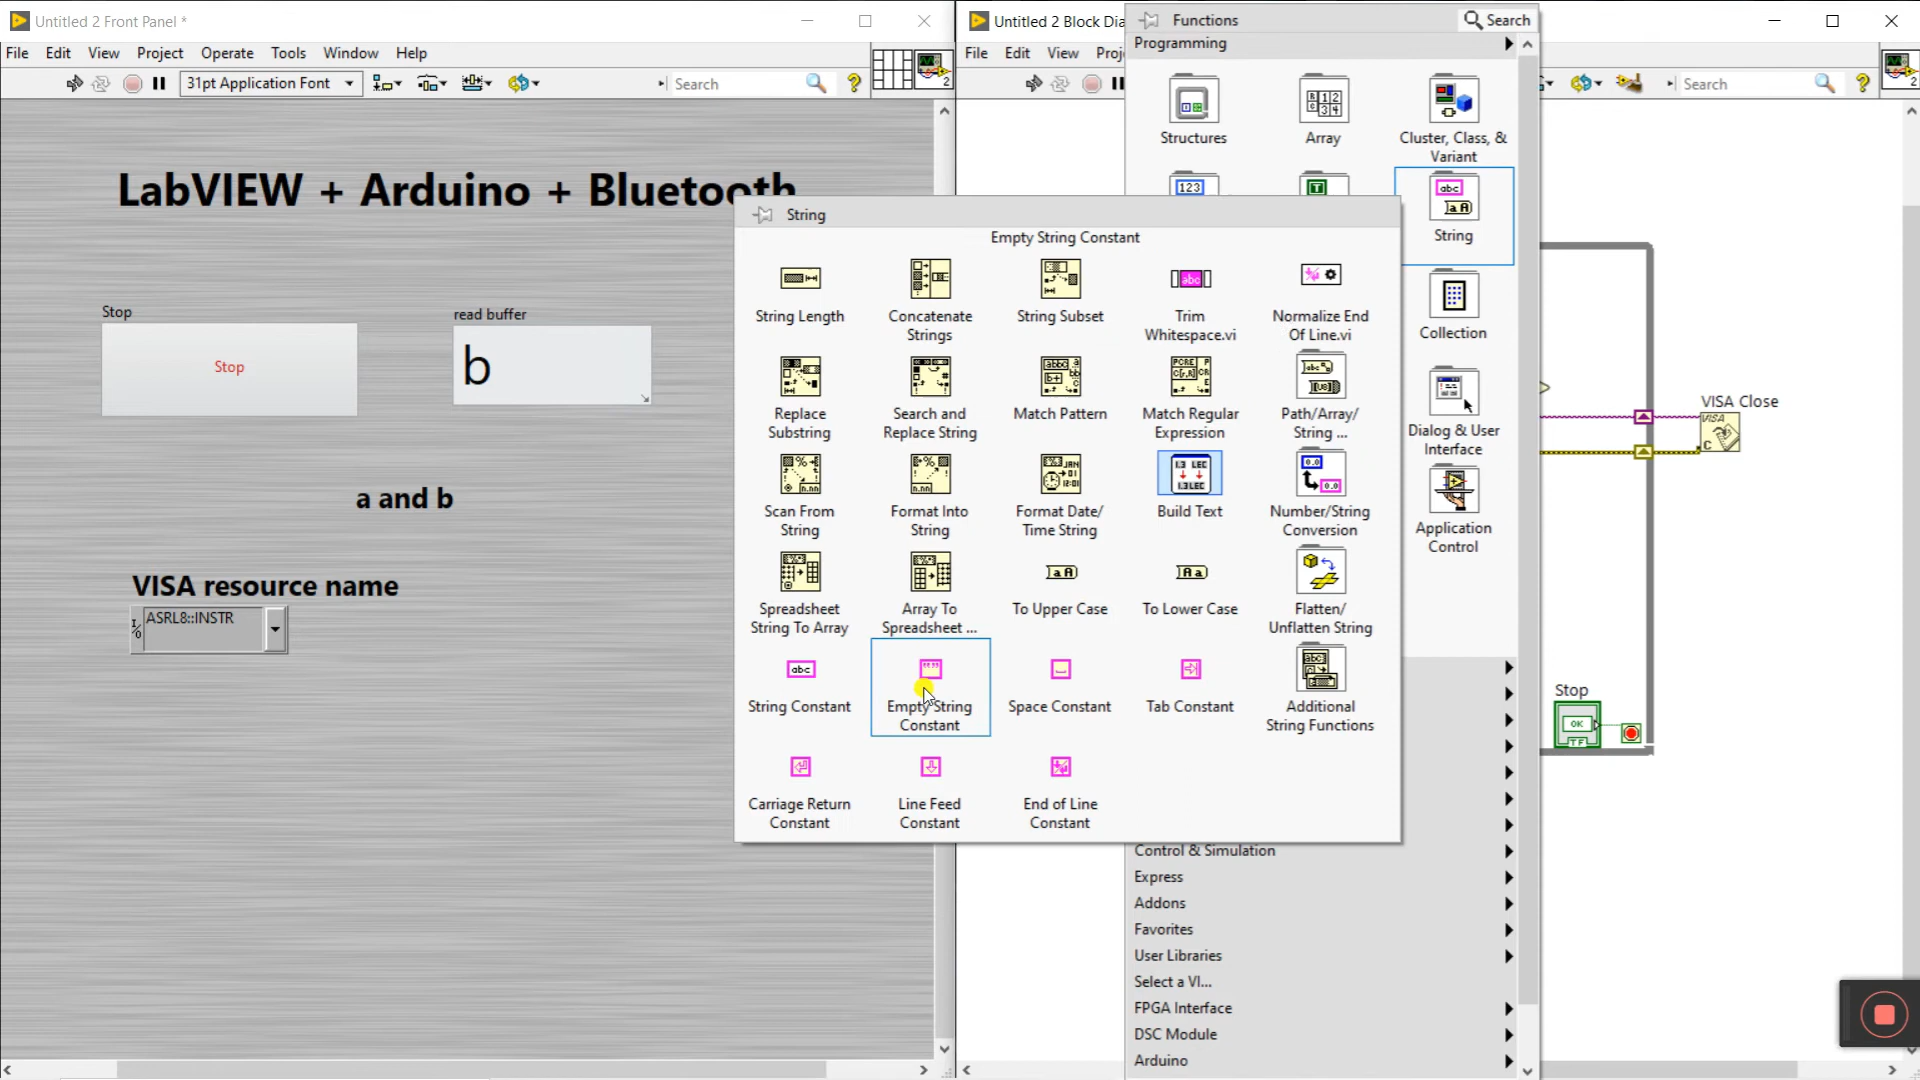 Untitled 2 Front Panel *
File Edit View Project Operate Tools Window Help
31pt Application Font
Search
2
LabVIEW + Arduino + Bluetooth
Stop
Stop
read buffer
b
a and b
VISA resource name
ASRL8::INSTR
Untitled 2 Block Dia
File Edit View Proj
Search
2
Functions
Search
Programming
Structures
Array
Cluster, Class, &
Variant
String
Collection
Dialog & User
Interface
Application
Control
String
Empty String Constant
String Length
Concatenate
Strings
String Subset
Trim
Whitespace.vi
Normalize End
Of Line.vi
Replace
Substring
Search and
Replace String
Match Pattern
Match Regular
Expression
Path/Array/
String ...
Scan From
String
Format Into
String
Format Date/
Time String
Build Text
Number/String
Conversion
Spreadsheet
String To Array
Array To
Spreadsheet ...
To Upper Case
To Lower Case
Flatten/
Unflatten String
String Constant
Empty String
Constant
Space Constant
Tab Constant
Additional
String Functions
Carriage Return
Constant
Line Feed
Constant
End of Line
Constant
Control & Simulation
Express
Addons
Favorites
User Libraries
Select a VI...
FPGA Interface
DSC Module
Arduino
VISA Close
VISA
C
Stop
OK
TF